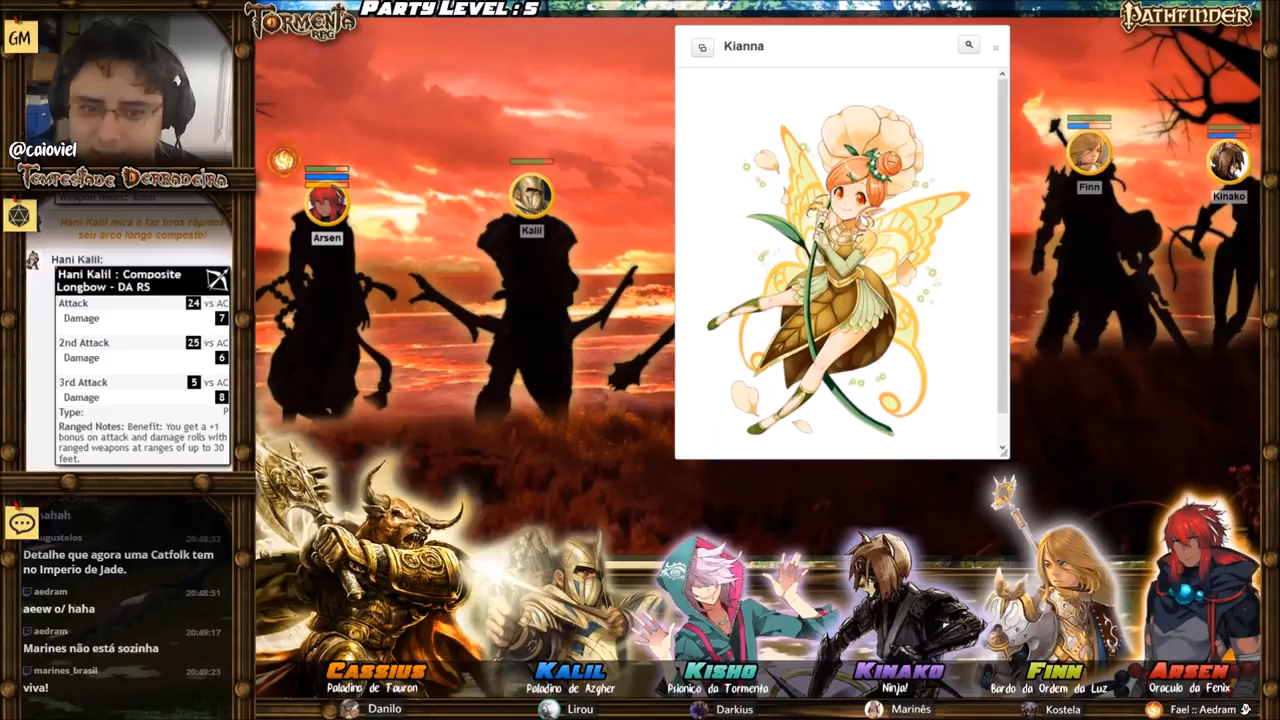 GM
@caioviel
Tempestade Derradeira
Tormenta RPG
Party Level : 5
Pathfinder
Hani Kalil mira e faz tiros rápidos
seu arco longo composto!
Hani Kalil:
Hani Kalil : Composite
Longbow - DA RS
Attack 24 vs AC
Damage 7
2nd Attack 25 vs AC
Damage 6
3rd Attack 5 vs AC
Damage 8
Type: P
Ranged Notes: Benefit: You get a +1
bonus on attack and damage rolls with
ranged weapons at ranges of up to 30
feet.
20:48:33
Detalhe que agora uma Catfolk tem
no Imperio de Jade.
aedram 20:48:51
aeew o/ haha
aedram 20:49:17
Marines não está sozinha
marines_brasil 20:49:23
viva!
Arsen
Kalil
Kianna
Finn
Kinako
Cassius
Paladino de Tauron
Kalil
Paladino de Azgher
Kisho
Psionico da Tormenta
Kinako
Ninja!
Finn
Bardo da Ordem da Luz
Arsen
Oraculo da Fenix
Danilo
Lirou
Darkius
Marinês
Kostela
Fael :: Aedram